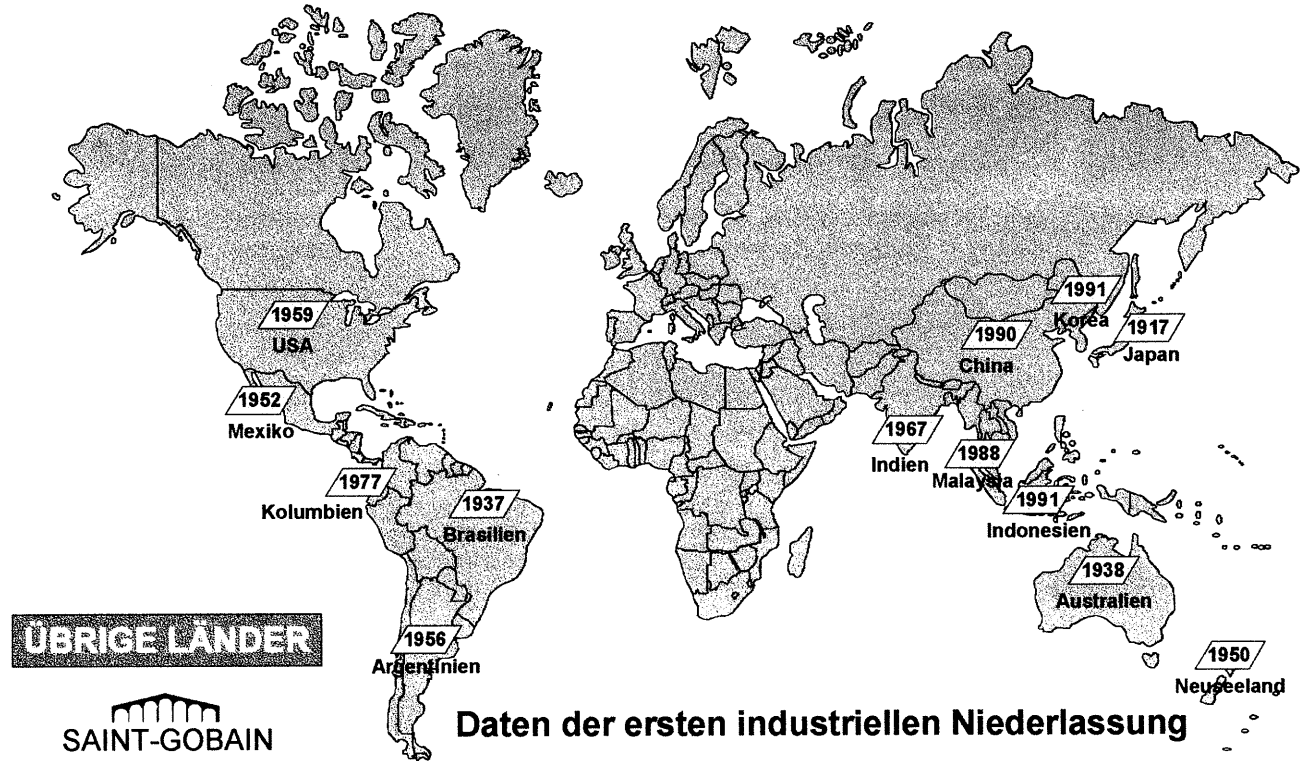 1959
USA
1952
Mexiko
1977
Kolumbien
1937
Brasilien
1956
Argentinien
1991
Korea
1917
Japan
1990
China
1967
Indien
1988
Malaysia
1991
Indonesien
1938
Australien
1950
Neuseeland
ÜBRIGE LÄNDER
SAINT-GOBAIN
Daten der ersten industriellen Niederlassung